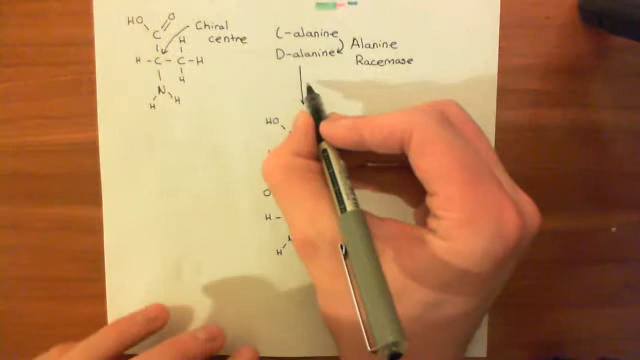 HO
O
C
H
Chiral
centre
H - C - C - H
H
N
H
H
L-alanine
D-alanine
Alanine
Racemase
HO
O
H -
H